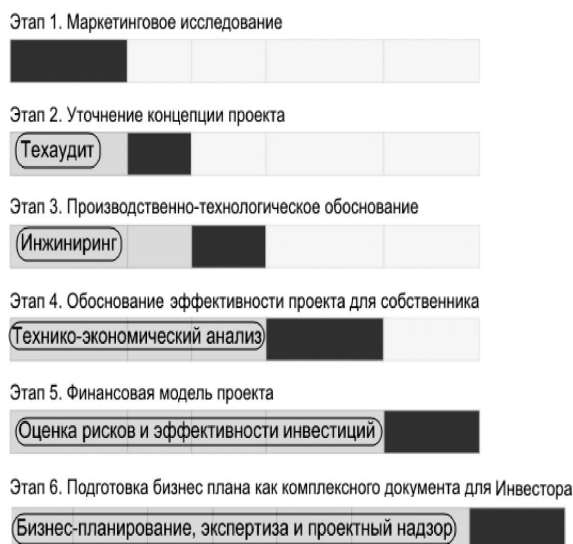 Этап 1. Маркетинговое исследование
Этап 2. Уточнение концепции проекта
Техаудит
Этап 3. Производственно-технологическое обоснование
Инжиниринг
Этап 4. Обоснование эффективности проекта для собственника
Технико-экономический анализ
Этап 5. Финансовая модель проекта
Оценка рисков и эффективности инвестиций
Этап 6. Подготовка бизнес плана как комплексного документа для Инвестора
Бизнес-планирование, экспертиза и проектный надзор